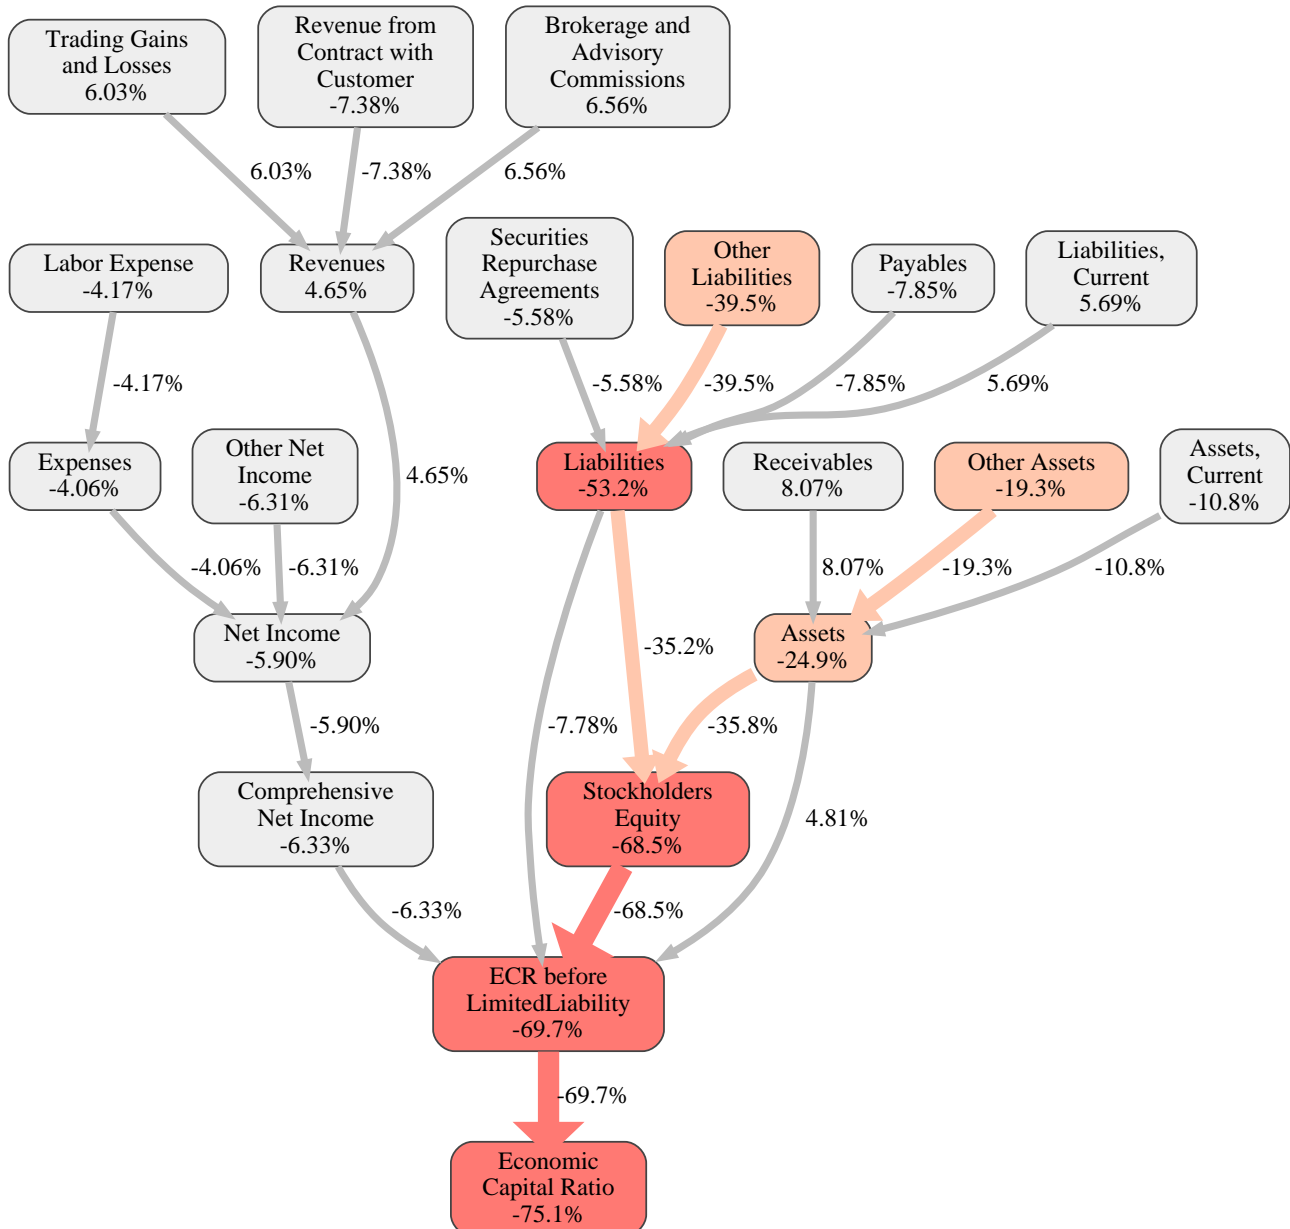 Trading Gains
and Losses
6.03%
Revenue from
Contract with
Customer
-7.38%
Brokerage and
Advisory
Commissions
6.56%
6.03%
-7.38%
6.56%
Labor Expense
-4.17%
Revenues
4.65%
Securities
Repurchase
Agreements
-5.58%
Other
Liabilities
-39.5%
Payables
-7.85%
Liabilities,
Current
5.69%
-4.17%
-5.58%
-39.5%
-7.85%
5.69%
Expenses
-4.06%
Other Net
Income
-6.31%
4.65%
Liabilities
-53.2%
Receivables
8.07%
Other Assets
-19.3%
Assets,
Current
-10.8%
-4.06%
-6.31%
8.07%
-19.3%
-10.8%
Net Income
-5.90%
-35.2%
Assets
-24.9%
-5.90%
-7.78%
-35.8%
Comprehensive
Net Income
-6.33%
Stockholders
Equity
-68.5%
4.81%
-6.33%
-68.5%
ECR before
LimitedLiability
-69.7%
-69.7%
Economic
Capital Ratio
-75.1%